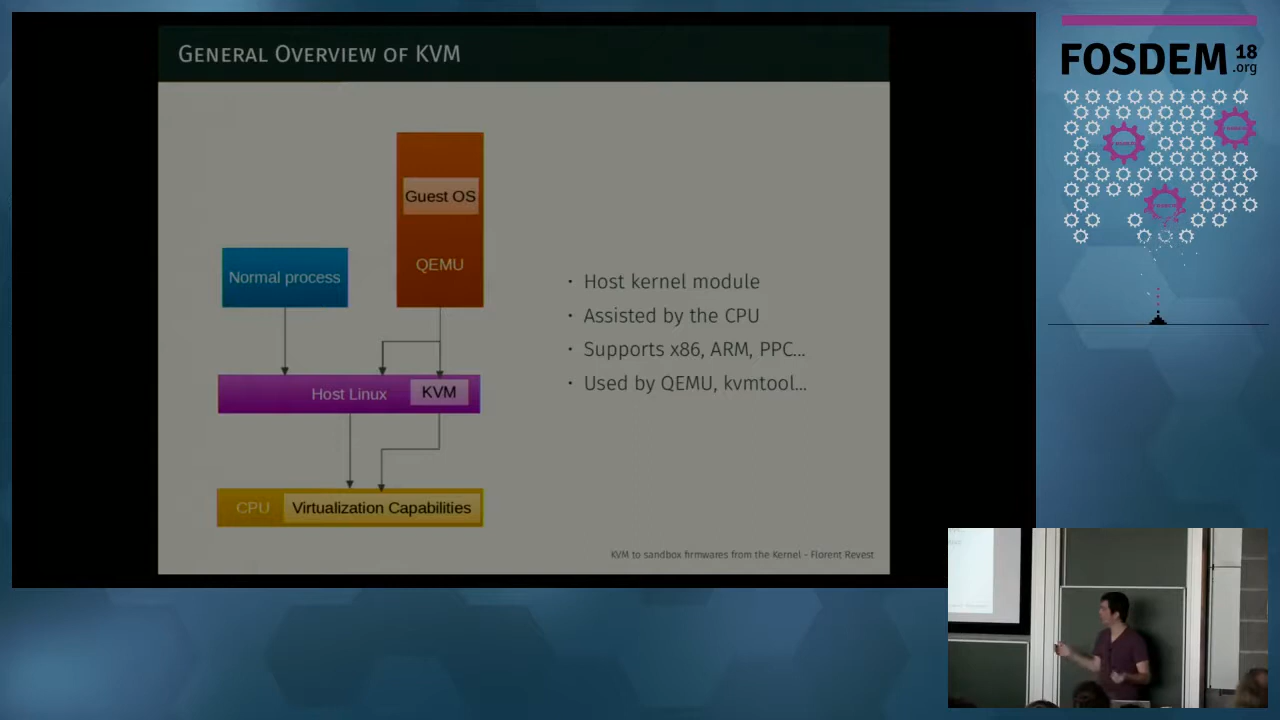 GENERAL OVERVIEW OF KVM
Guest OS
QEMU
Normal process
Host Linux
KVM
CPU
Virtualization Capabilities
• Host kernel module
• Assisted by the CPU
• Supports x86, ARM, PPC...
• Used by QEMU, kvmtool...
KVM to sandbox firmwares from the Kernel - Florent Revest
FOSDEM 18
.org